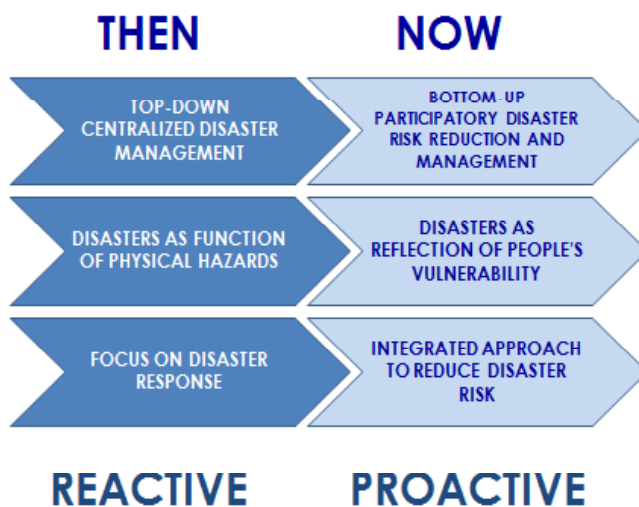 THEN
NOW
TOP-DOWN
CENTRALIZED DISASTER
MANAGEMENT
BOTTOM-UP
PARTICIPATORY DISASTER
RISK REDUCTION AND
MANAGEMENT
DISASTERS AS FUNCTION
OF PHYSICAL HAZARDS
DISASTERS AS
REFLECTION OF PEOPLE'S
VULNERABILITY
FOCUS ON DISASTER
RESPONSE
INTEGRATED APPROACH
TO REDUCE DISASTER
RISK
REACTIVE
PROACTIVE